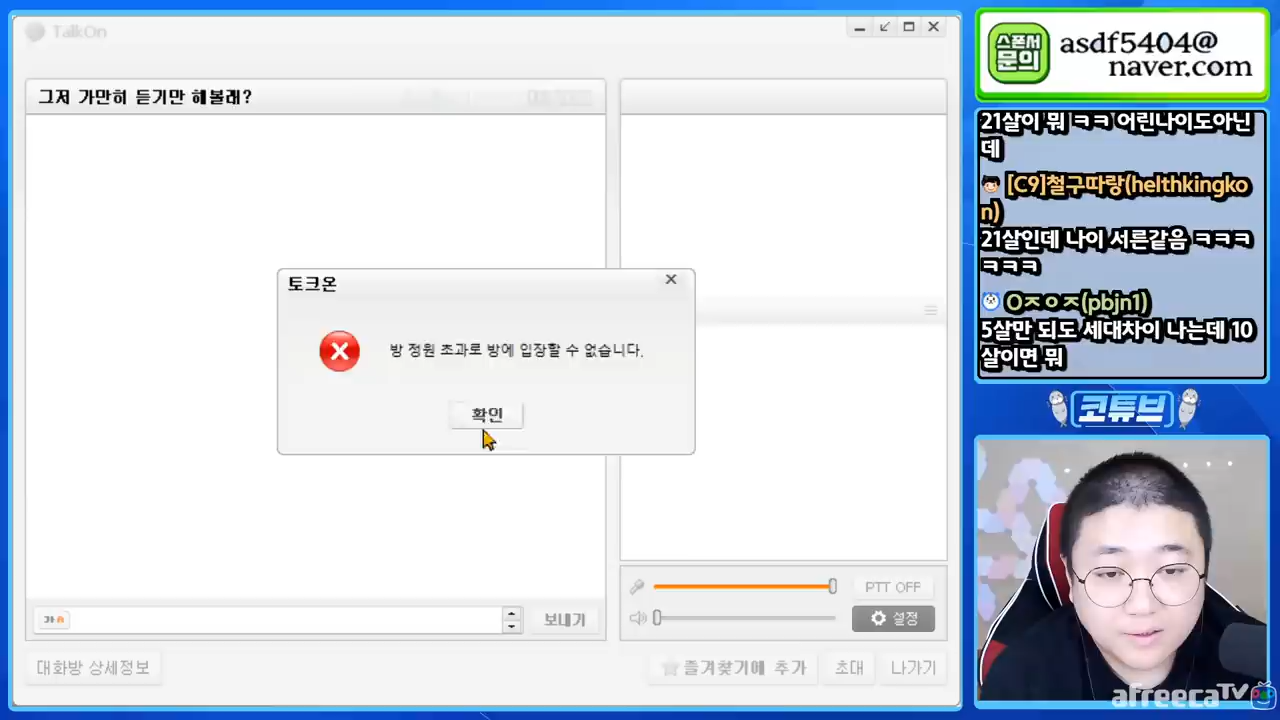 TalkOn
그저 가만히 듣기만 해볼래?
토크온
방 정원 초과로 방에 입장할 수 없습니다.
확인
가
보내기
PTT OFF
설정
대화방 상세정보
즐겨찾기에 추가
초대
나가기
스폰서
문의
asdf5404@
naver.com
21살이 뭐 ㅋㅋ 어린나이도아닌
데
[C9]철구따랑(helthkingko
n)
21살인데 나이 서른같음 ㅋㅋㅋ
ㅋㅋㅋ
Oㅈㅇㅈ(pbjn1)
5살만 되도 세대차이 나는데 10
살이면 뭐
코튜브
afreecaTV